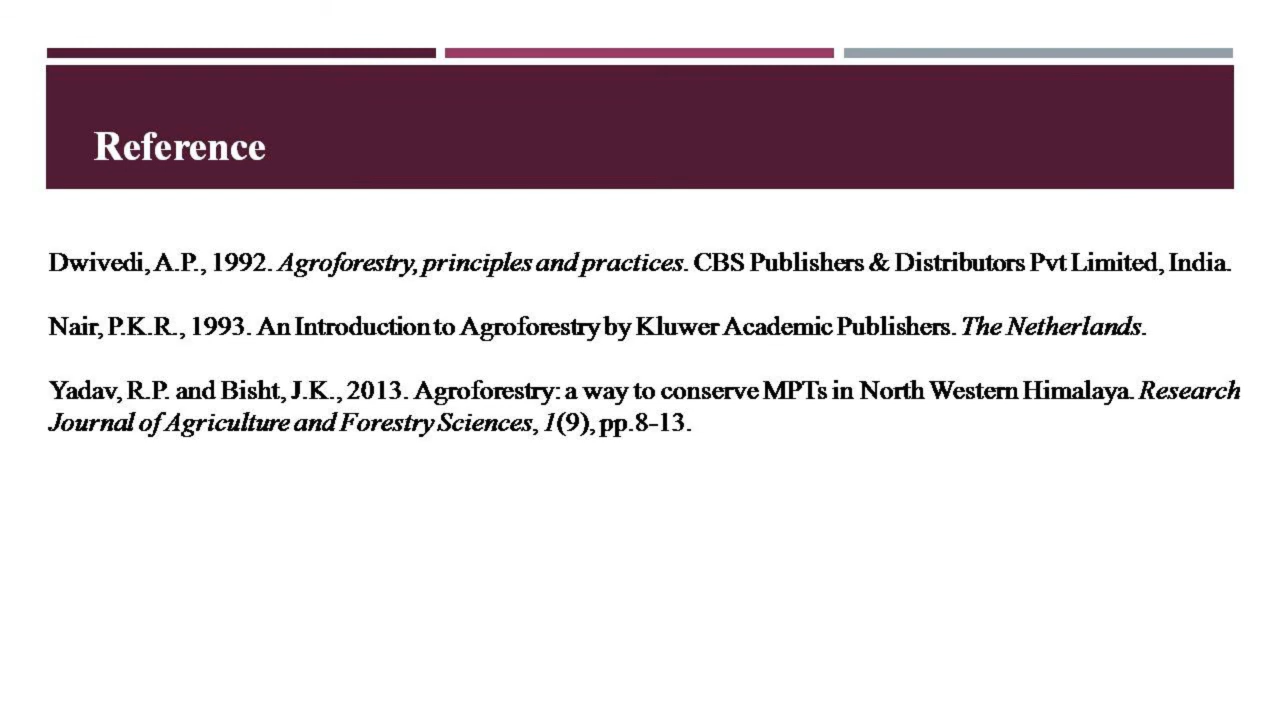 Reference
Dwivedi, A.P., 1992. Agroforestry, principles and practices. CBS Publishers & Distributors Pvt Limited, India.
Nair, P.K.R., 1993. An Introduction to Agroforestry by Kluwer Academic Publishers. The Netherlands.
Yadav, R.P. and Bisht, J.K., 2013. Agroforestry: a way to conserve MPTs in North Western Himalaya. Research
Journal of Agriculture and Forestry Sciences, 1(9), pp.8-13.